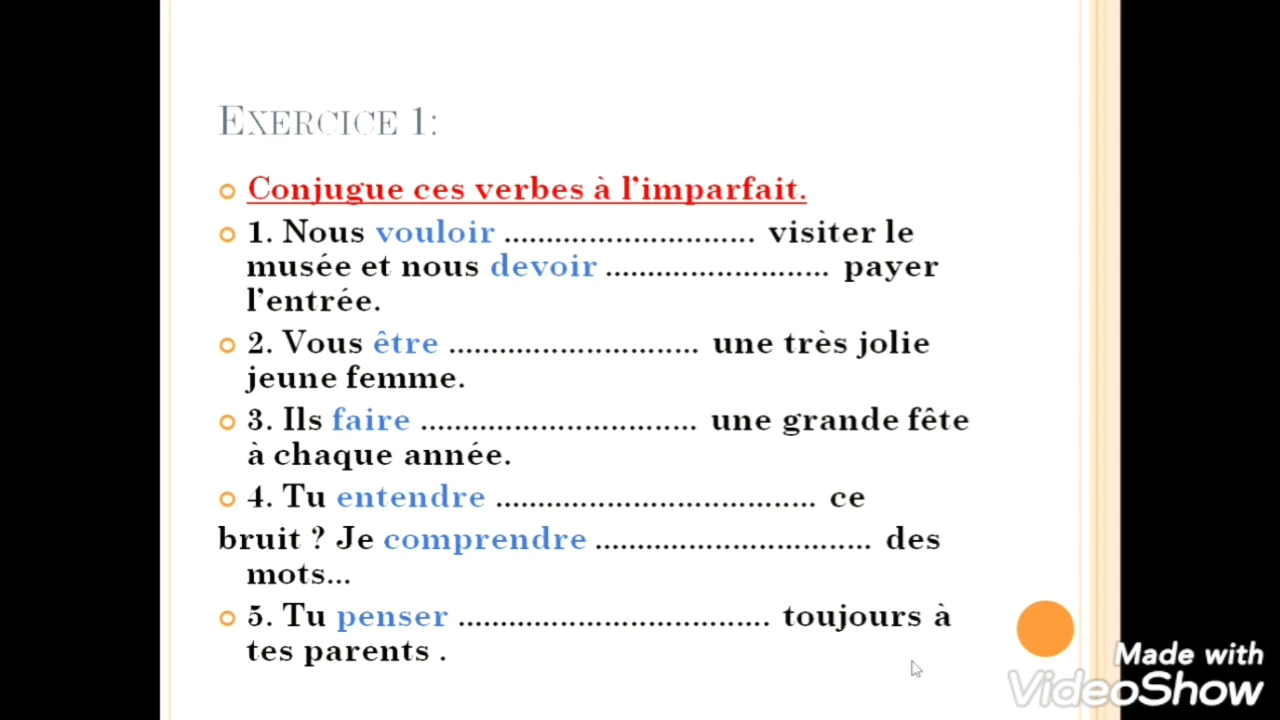 EXERCICE 1:
Conjugue ces verbes à l’imparfait.
1. Nous vouloir .............................. visiter le
musée et nous devoir ........................... payer
l’entrée.
2. Vous être .............................. une très jolie
jeune femme.
3. Ils faire ................................. une grande fête
à chaque année.
4. Tu entendre ...................................... ce
bruit ? Je comprendre ................................. des
mots...
5. Tu penser ..................................... toujours à
tes parents .
Made with
VideoShow